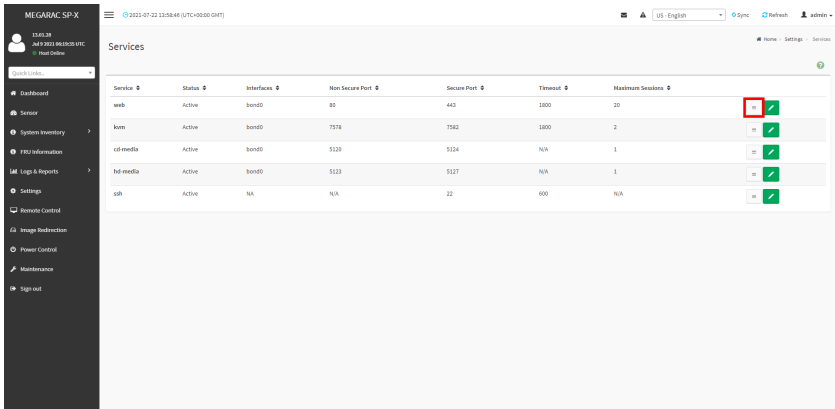 MEGARAC SP-X
2021-07-22 13:58:46 (UTC+00:00 GMT)
US - English
Sync
Refresh
admin
13.01.28
Jul 9 2021 06:19:35 UTC
Host Online
Quick Links...
Dashboard
Sensor
System Inventory
FRU Information
Logs & Reports
Settings
Remote Control
Image Redirection
Power Control
Maintenance
Sign out
Services
Home > Settings > Services
Service Status Interfaces Non Secure Port Secure Port Timeout Maximum Sessions
web Active bond0 80 443 1800 20
kvm Active bond0 7578 7582 1800 2
cd-media Active bond0 5120 5124 N/A 1
hd-media Active bond0 5123 5127 N/A 1
ssh Active NA N/A 22 600 N/A